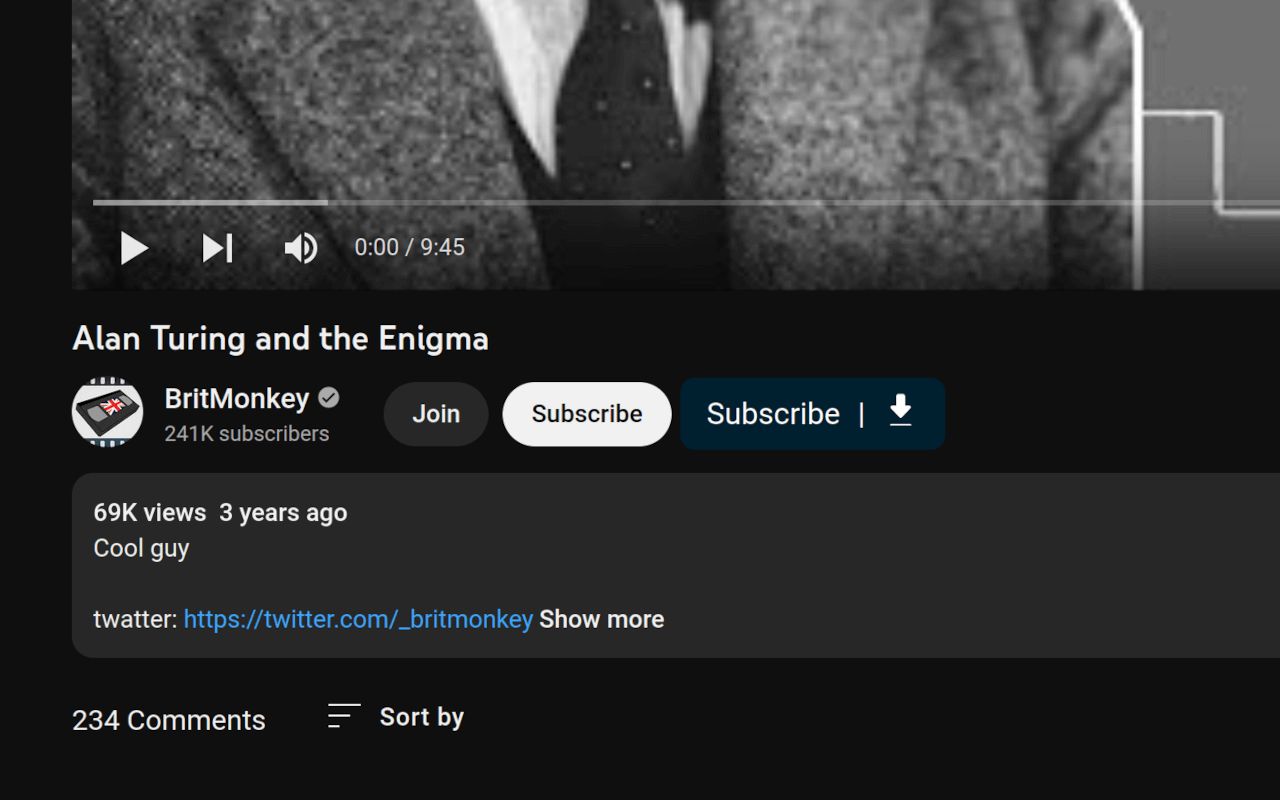 0:00 / 9:45
Alan Turing and the Enigma
BritMonkey
241K subscribers
Join
Subscribe
Subscribe |
69K views 3 years ago
Cool guy
twatter: https://twitter.com/_britmonkey Show more
234 Comments
Sort by